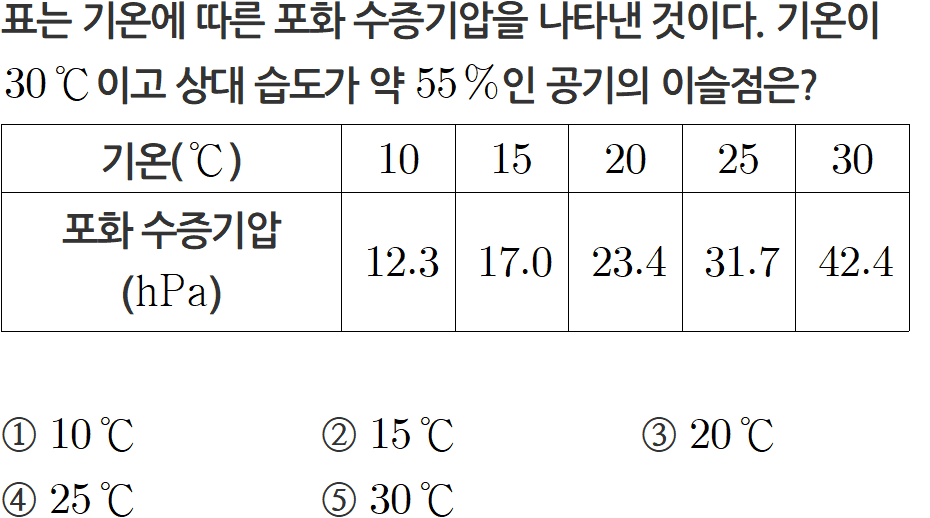 표는 기온에 따른 포화 수증기압을 나타낸 것이다. 기온이
30℃이고 상대 습도가 약 55%인 공기의 이슬점은?
기온(℃) 10 15 20 25 30
포화 수증기압
(hPa) 12.3 17.0 23.4 31.7 42.4
① 10℃ ② 15℃ ③ 20℃
④ 25℃ ⑤ 30℃